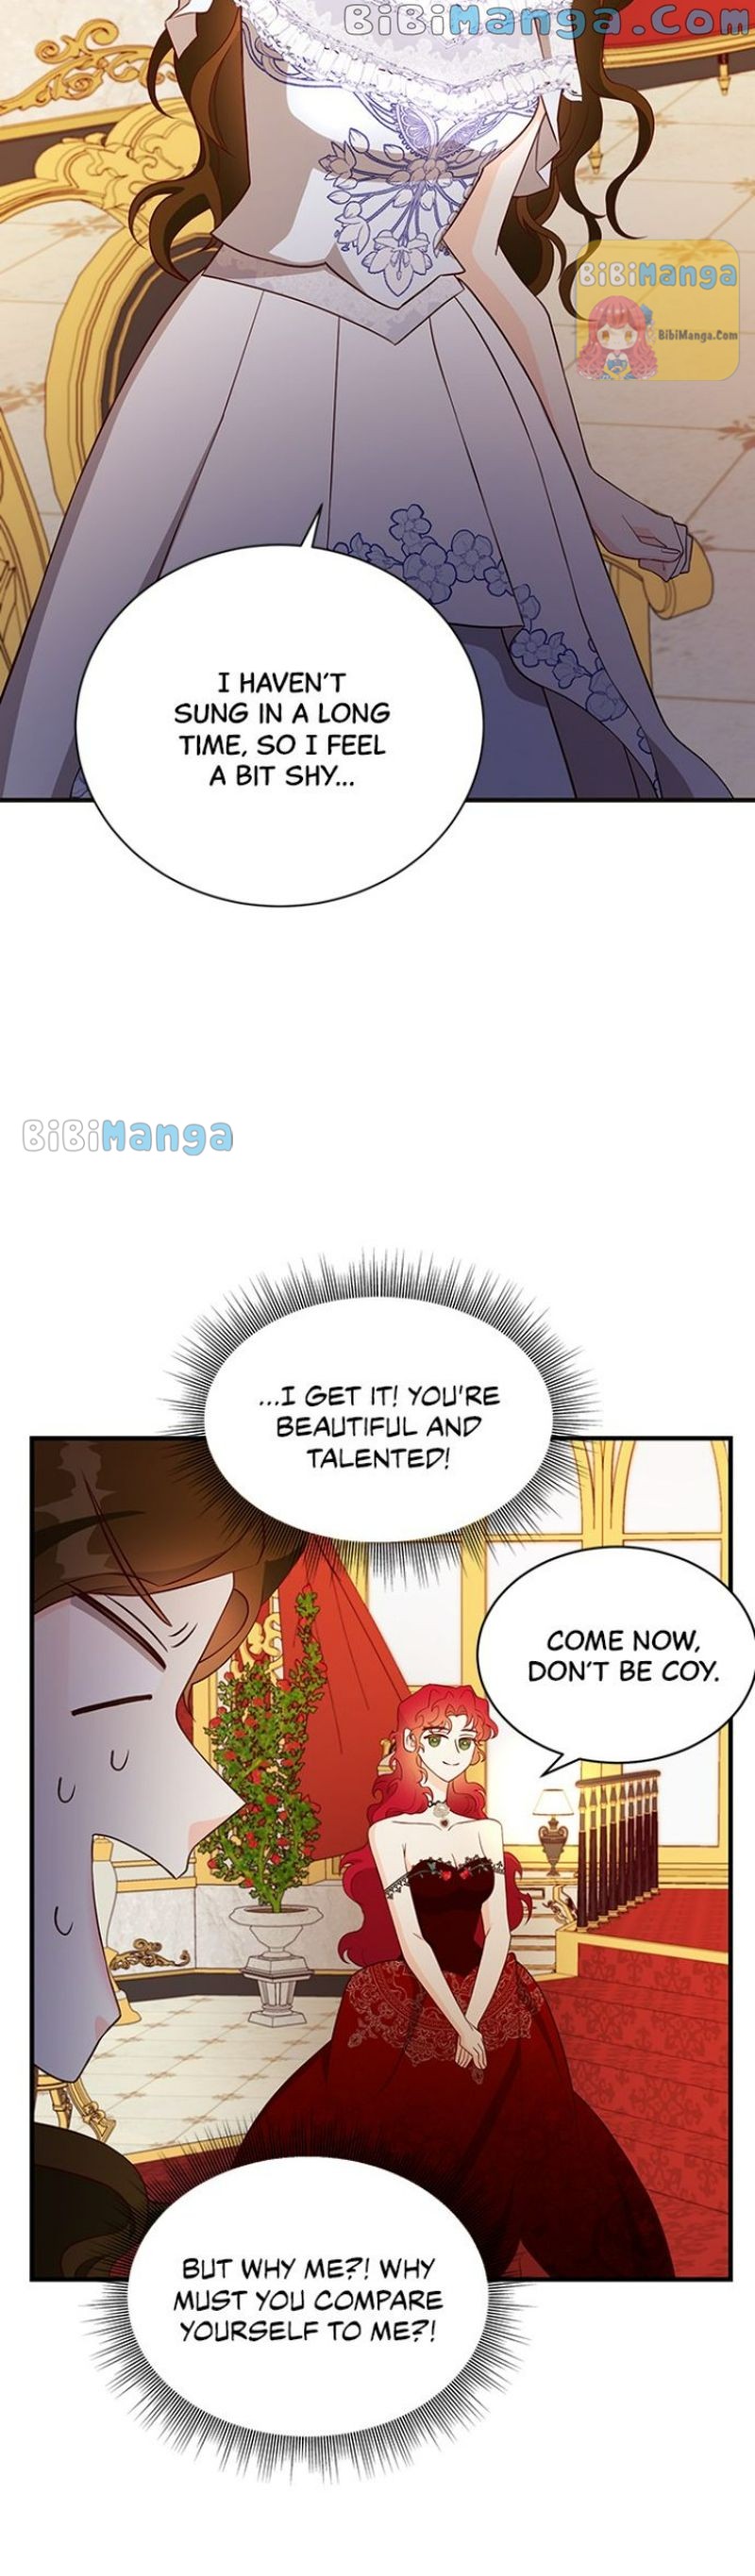 BiBiManga.Com
BiBiManga
BibiManga.Com
I HAVEN'T
SUNG IN A LONG
TIME, SO I FEEL
A BIT SHY...
BiBiManga
...I GET IT! YOU'RE
BEAUTIFUL AND
TALENTED!
COME NOW,
DON'T BE COY.
BUT WHY ME?! WHY
MUST YOU COMPARE
YOURSELF TO ME?!